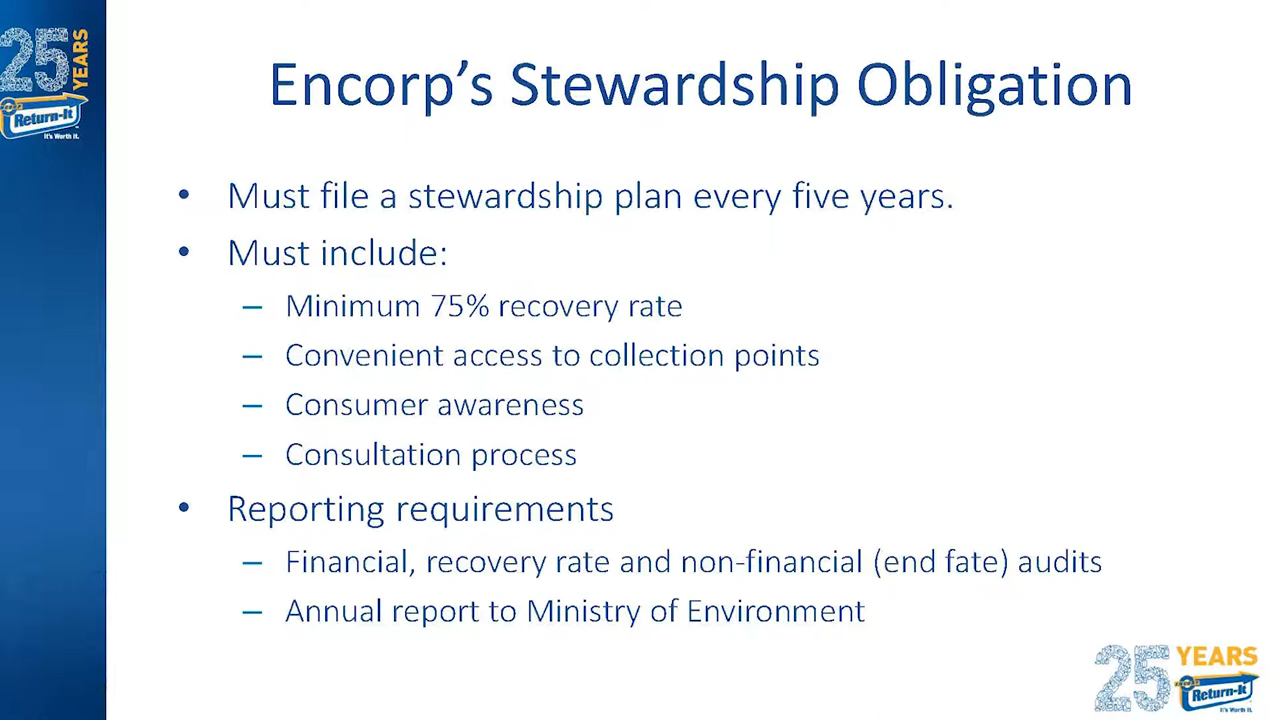 25 YEARS
Return-It
It's Worth It.
Encorp's Stewardship Obligation
• Must file a stewardship plan every five years.
• Must include:
– Minimum 75% recovery rate
– Convenient access to collection points
– Consumer awareness
– Consultation process
• Reporting requirements
– Financial, recovery rate and non-financial (end fate) audits
– Annual report to Ministry of Environment
25 YEARS
Return-It
It's Worth It.